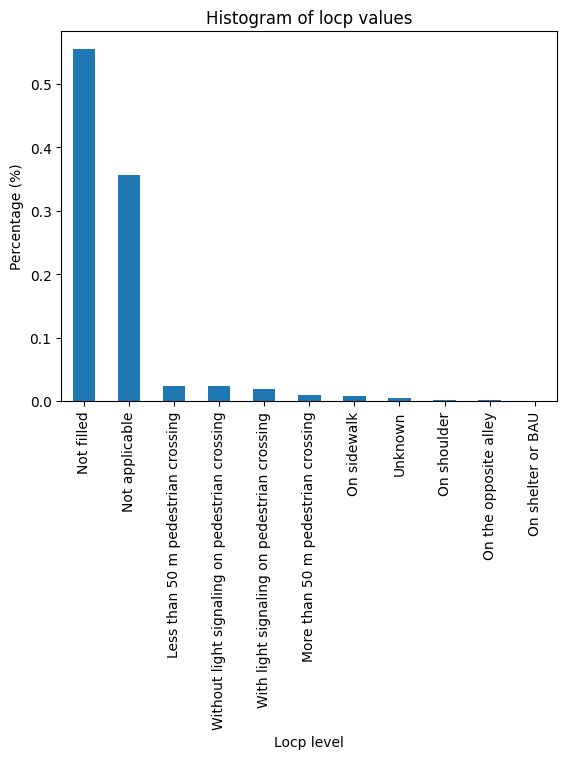 Histogram of locp values
Percentage (%)
0.5
0.4
0.3
0.2
0.1
0.0
Not filled
Not applicable
Less than 50 m pedestrian crossing
Without light signaling on pedestrian crossing
With light signaling on pedestrian crossing
More than 50 m pedestrian crossing
On sidewalk
Unknown
On shoulder
On the opposite alley
On shelter or BAU
Locp level